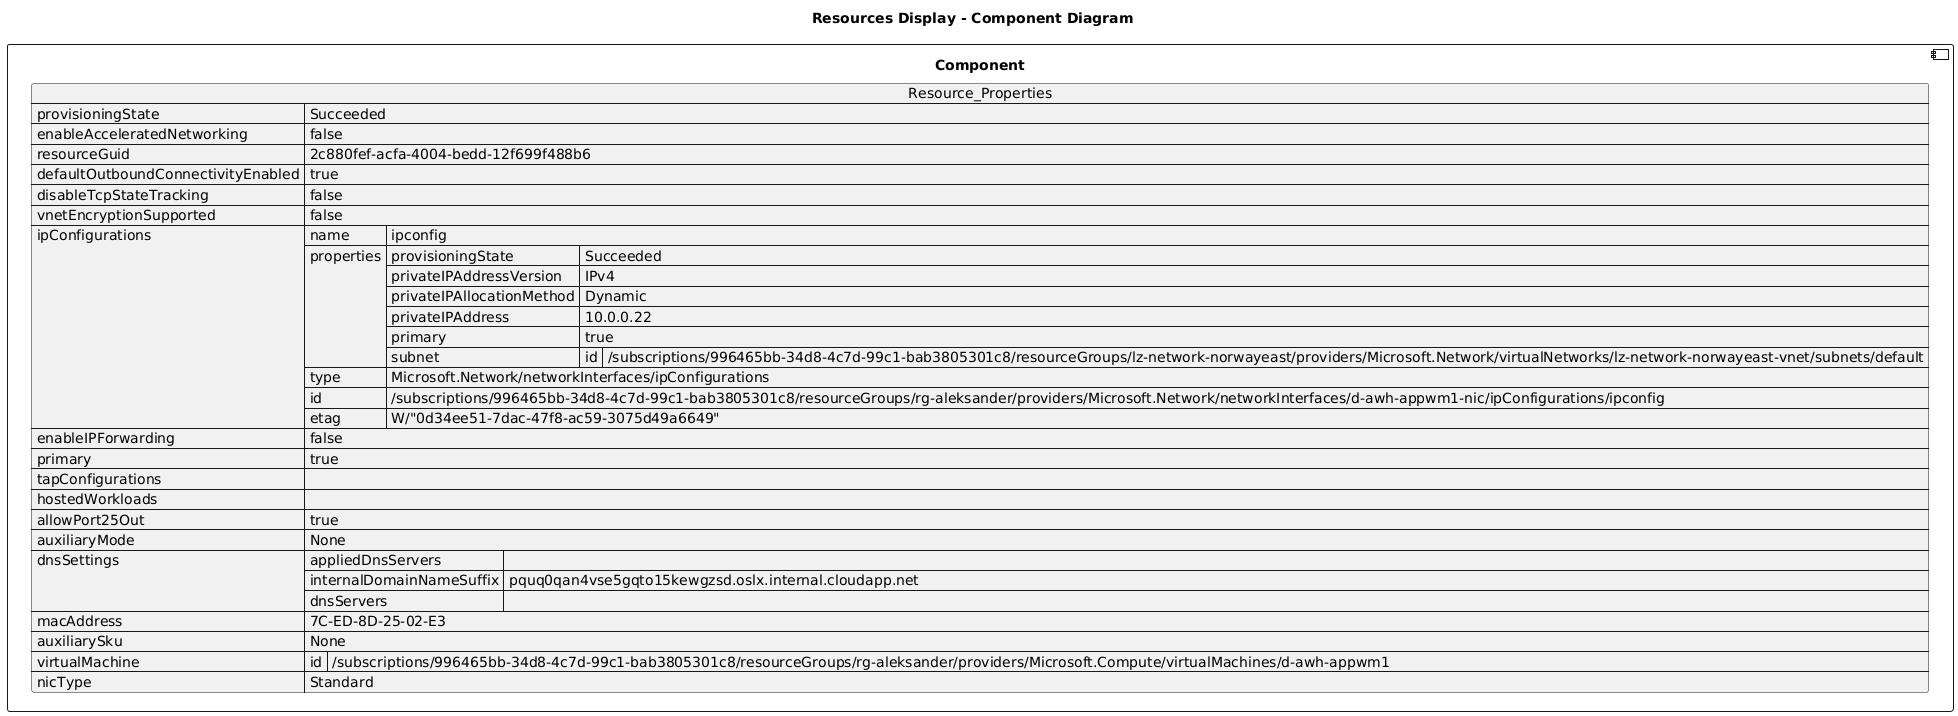 Resources Display - Component Diagram
Component
Resource_Properties
provisioningState Succeeded
enableAcceleratedNetworking false
resourceGuid 2c880fef-acfa-4004-bedd-12f699f488b6
defaultOutboundConnectivityEnabled true
disableTcpStateTracking false
vnetEncryptionSupported false
ipConfigurations name ipconfig
properties provisioningState Succeeded
privateIPAddressVersion IPv4
privateIPAllocationMethod Dynamic
privateIPAddress 10.0.0.22
primary true
subnet id /subscriptions/996465bb-34d8-4c7d-99c1-bab3805301c8/resourceGroups/lz-network-norwayeast/providers/Microsoft.Network/virtualNetworks/lz-network-norwayeast-vnet/subnets/default
type Microsoft.Network/networkInterfaces/ipConfigurations
id /subscriptions/996465bb-34d8-4c7d-99c1-bab3805301c8/resourceGroups/rg-aleksander/providers/Microsoft.Network/networkInterfaces/d-awh-appwm1-nic/ipConfigurations/ipconfig
etag W/"0d34ee51-7dac-47f8-ac59-3075d49a6649"
enableIPForwarding false
primary true
tapConfigurations
hostedWorkloads
allowPort25Out true
auxiliaryMode None
dnsSettings appliedDnsServers
internalDomainNameSuffix pquq0qan4vse5gqto15kewgzsd.oslx.internal.cloudapp.net
dnsServers
macAddress 7C-ED-8D-25-02-E3
auxiliarySku None
virtualMachine id /subscriptions/996465bb-34d8-4c7d-99c1-bab3805301c8/resourceGroups/rg-aleksander/providers/Microsoft.Compute/virtualMachines/d-awh-appwm1
nicType Standard